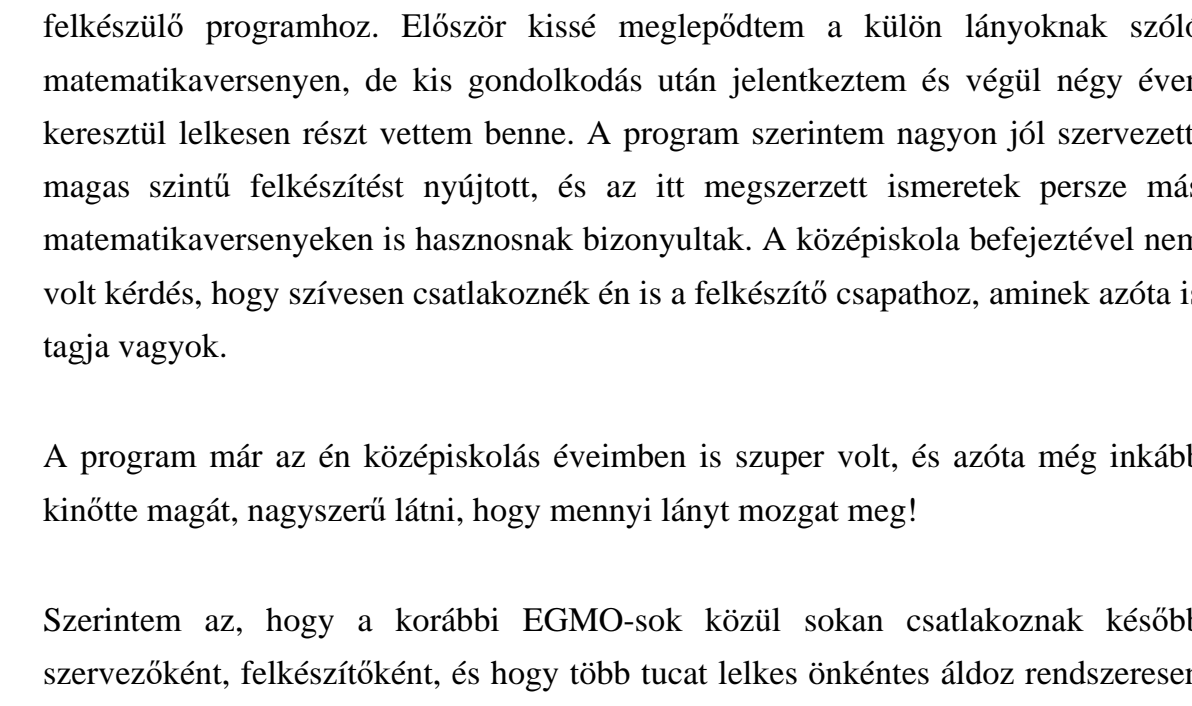 felkészülő programhoz. Először kissé meglepődtem a külön lányoknak szóló
matematikaversenyen, de kis gondolkodás után jelentkeztem és végül négy éven
keresztül lelkesen részt vettem benne. A program szerintem nagyon jól szervezett
magas szintű felkészítést nyújtott, és az itt megszerzett ismeretek persze más
matematikaversenyeken is hasznosnak bizonyultak. A középiskola befejeztével nem
volt kérdés, hogy szívesen csatlakoznék én is a felkészítő csapathoz, aminek azóta is
tagja vagyok.
A program már az én középiskolás éveimben is szuper volt, és azóta még inkább
kinőtte magát, nagyszerű látni, hogy mennyi lányt mozgat meg!
Szerintem az, hogy a korábbi EGMO-sok közül sokan csatlakoznak később
szervezőként, felkészítőként, és hogy több tucat lelkes önkéntes áldoz rendszeresen